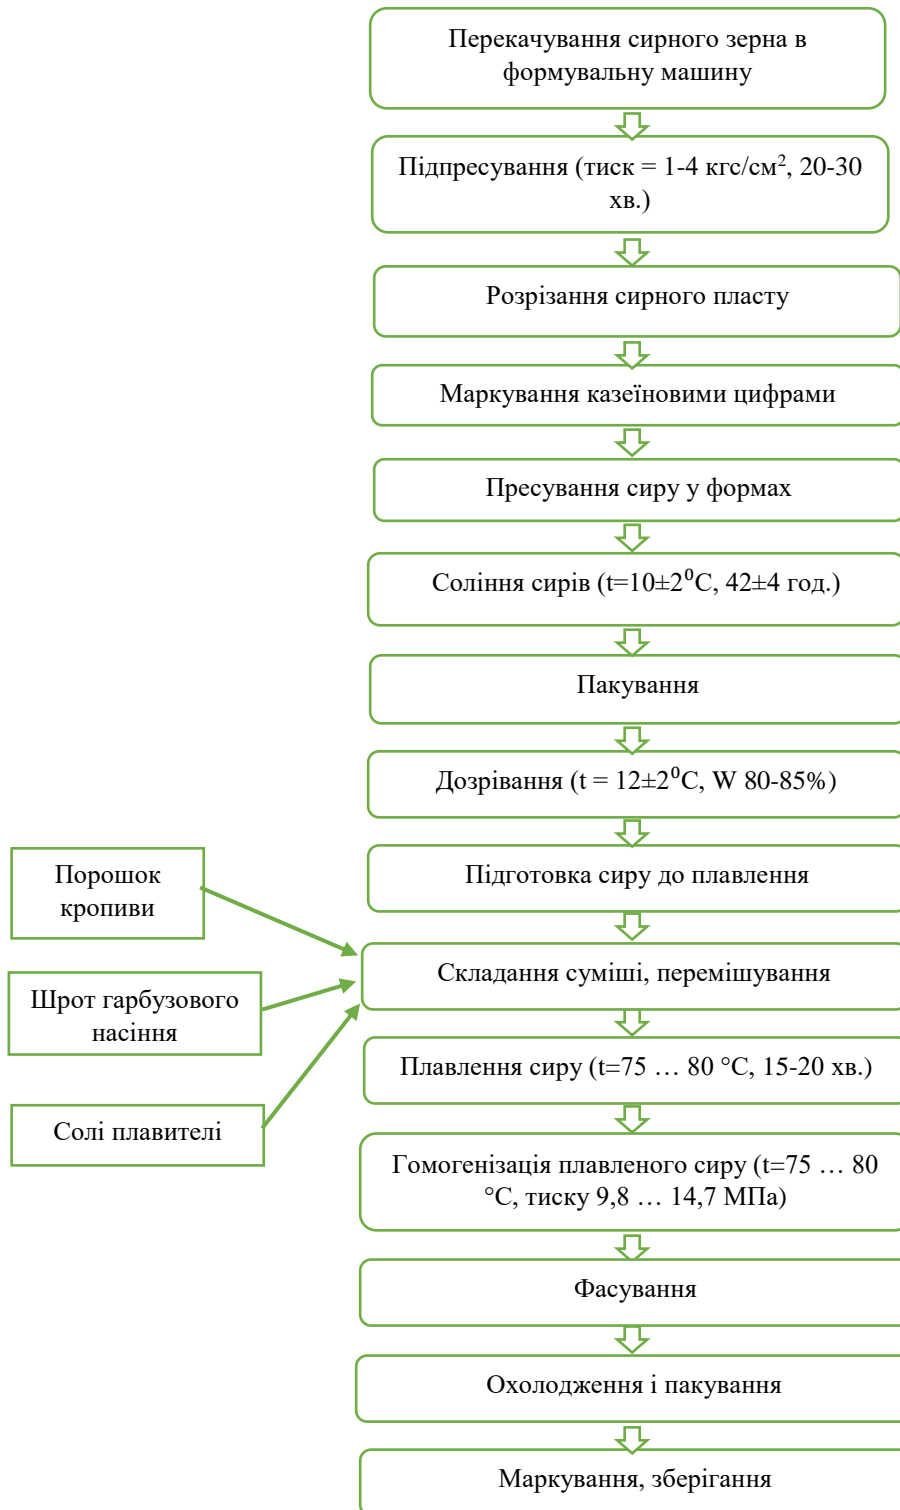 Перекачування сирного зерна в
формувальну машину
Підпресування (тиск = 1-4 кгс/см², 20-30
хв.)
Розрізання сирного пласту
Маркування казеїновими цифрами
Пресування сиру у формах
Соління сирів (t=10±2⁰С, 42±4 год.)
Пакування
Дозрівання (t = 12±2⁰С, W 80-85%)
Підготовка сиру до плавлення
Порошок
кропиви
Шрот гарбузового
насіння
Солі плавителі
Складання суміші, перемішування
Плавлення сиру (t=75 … 80 °С, 15-20 хв.)
Гомогенізація плавленого сиру (t=75 … 80
°С, тиску 9,8 … 14,7 МПа)
Фасування
Охолодження і пакування
Маркування, зберігання